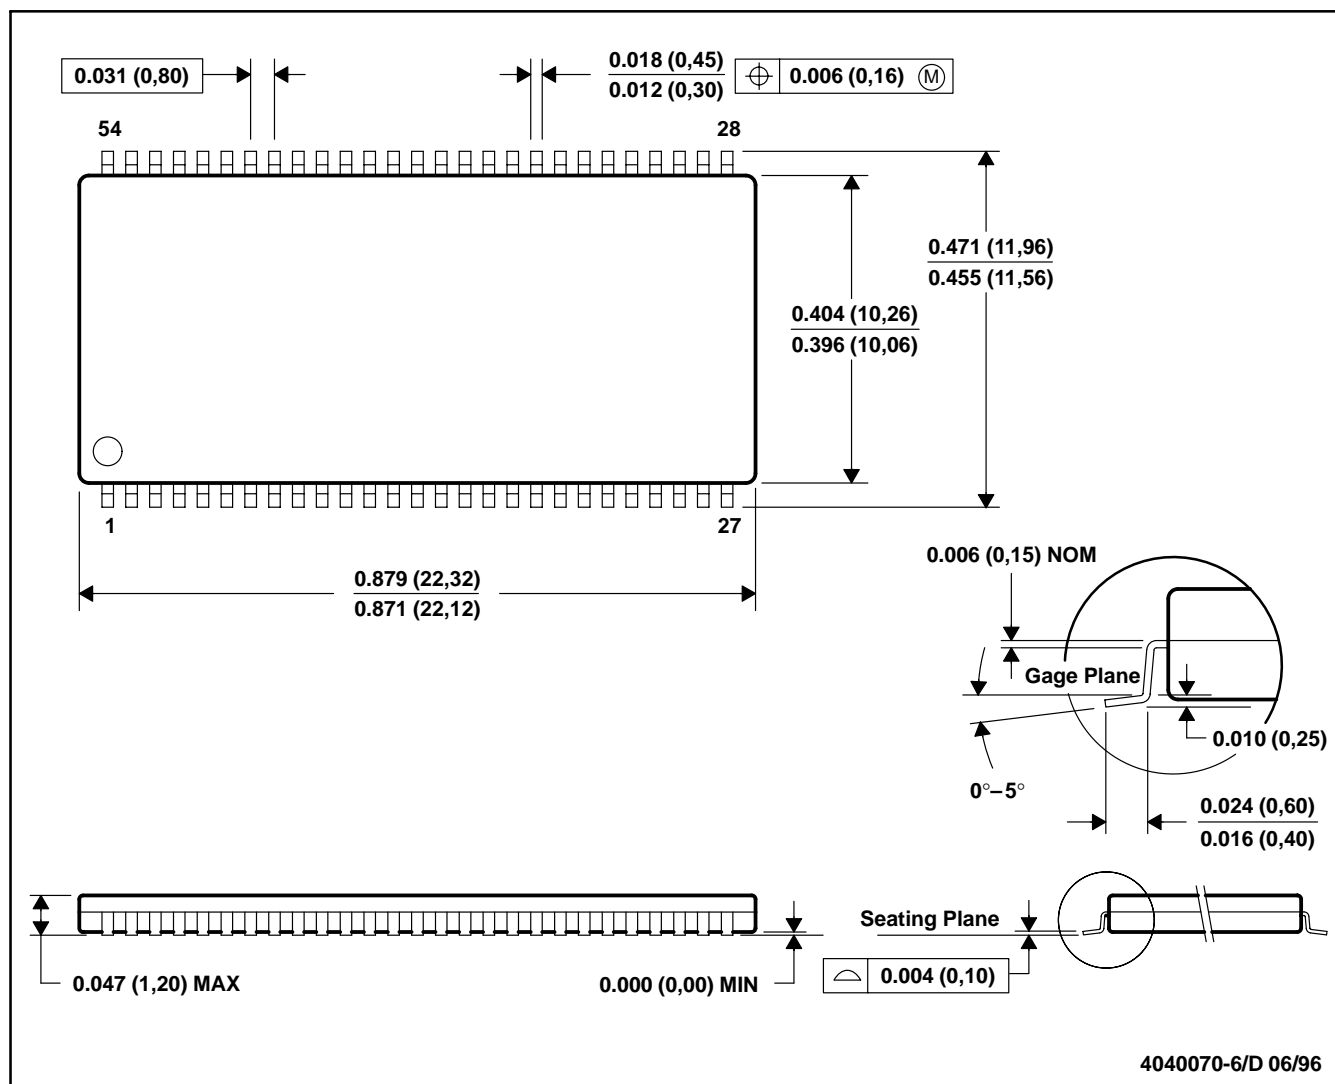 0.031 (0,80)
0.018 (0,45)
0.012 (0,30)
0.006 (0,16) M
54
28
0.471 (11,96)
0.455 (11,56)
0.404 (10,26)
0.396 (10,06)
1
27
0.879 (22,32)
0.871 (22,12)
0.006 (0,15) NOM
Gage Plane
0.010 (0,25)
0°–5°
0.024 (0,60)
0.016 (0,40)
Seating Plane
0.047 (1,20) MAX
0.000 (0,00) MIN
0.004 (0,10)
4040070-6/D 06/96